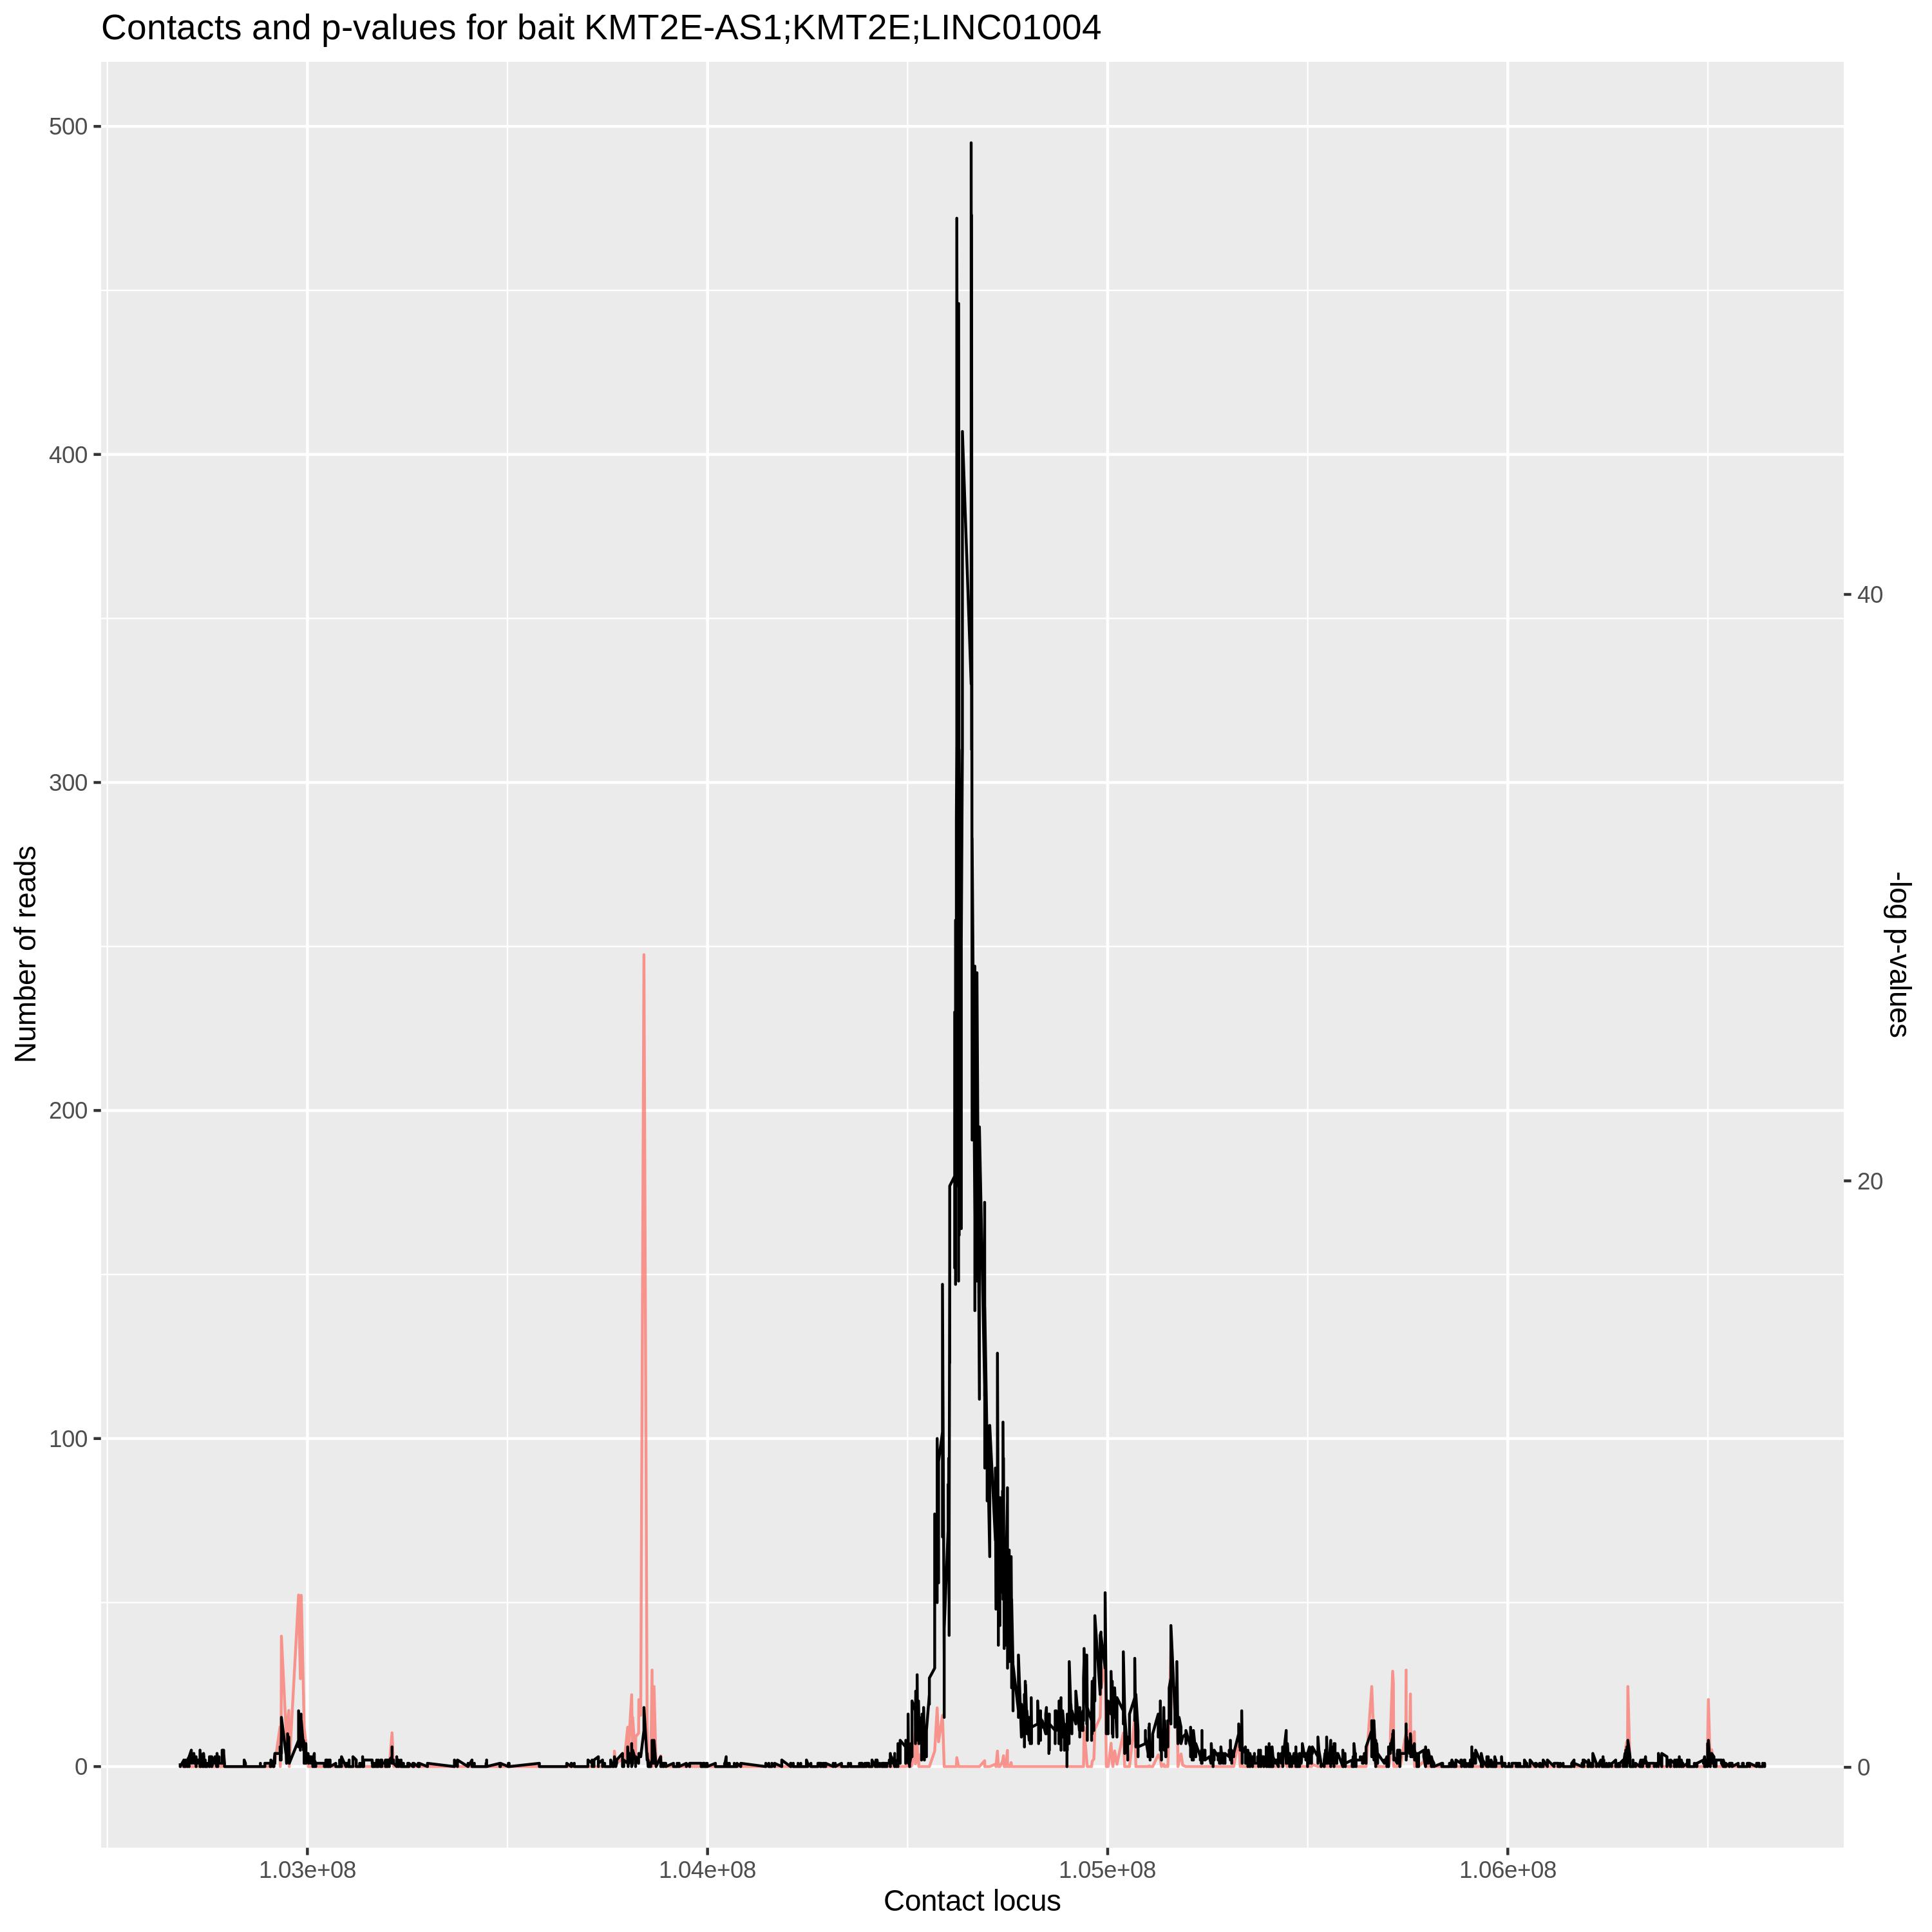 Contacts and p-values for bait KMT2E-AS1;KMT2E;LINC01004
500
400
300
200
100
0
Number of reads
40
20
0
-log p-values
1.03e+08
1.04e+08
1.05e+08
1.06e+08
Contact locus